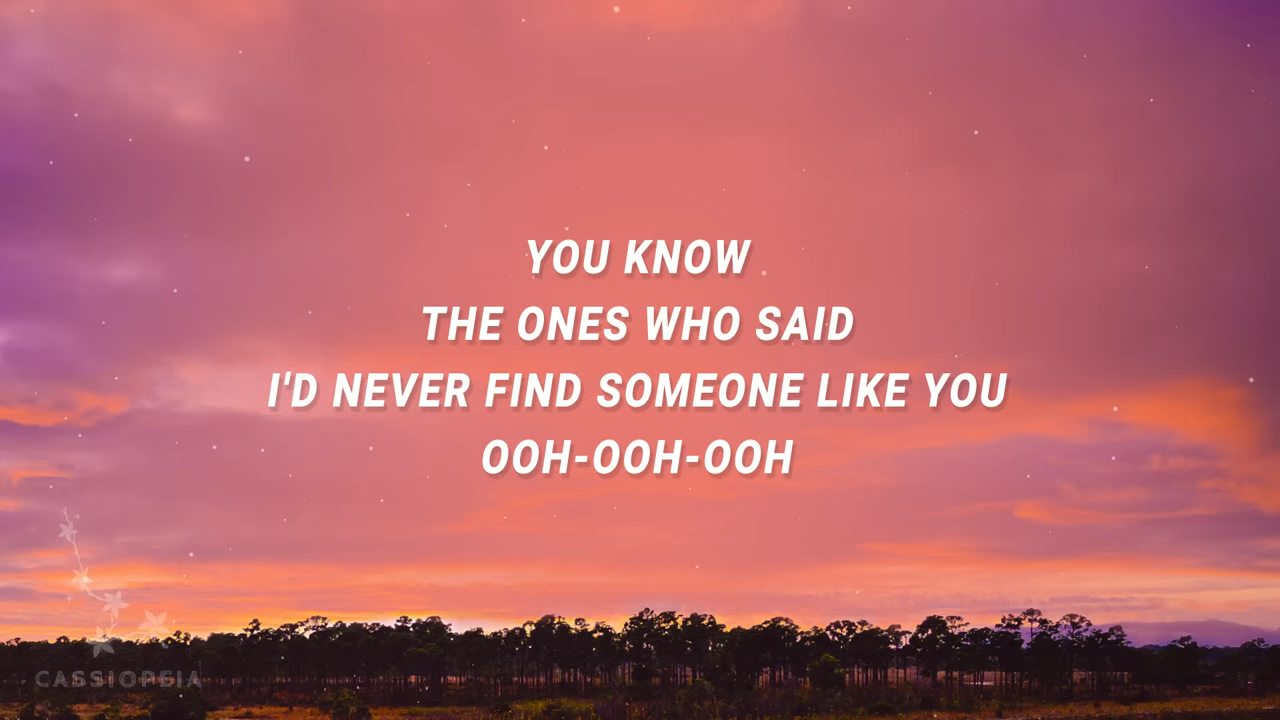 YOU KNOW
THE ONES WHO SAID
I'D NEVER FIND SOMEONE LIKE YOU
OOH-OOH-OOH
CASSIOPEIA